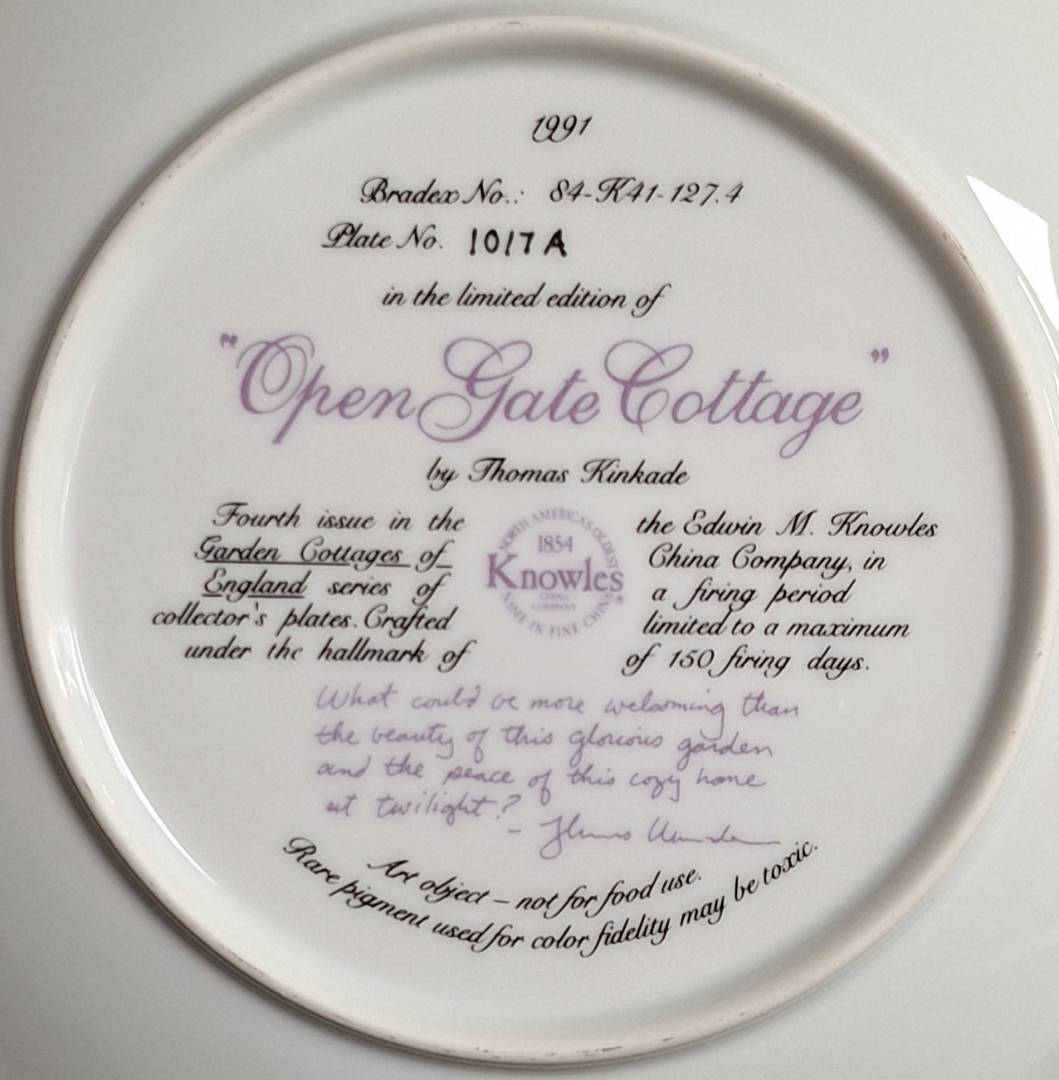 1991
Bradex No.: 84-K41-127.4
Plate No. 1017A
in the limited edition of
"Open Gate Cottage"
by Thomas Kinkade
Fourth issue in the
Garden Cottages of
England series of
collector's plates. Crafted
under the hallmark of
NORTH AMERICA'S OLDEST
1854
Knowles
CHINA
COMPANY
NAME IN FINE CHINA
the Edwin M. Knowles
China Company, in
a firing period
limited to a maximum
of 150 firing days.
What could be more welcoming than
the beauty of this glorious garden
and the peace of this cozy home
at twilight?
Art object – not for food use.
Rare pigment used for color fidelity may be toxic.